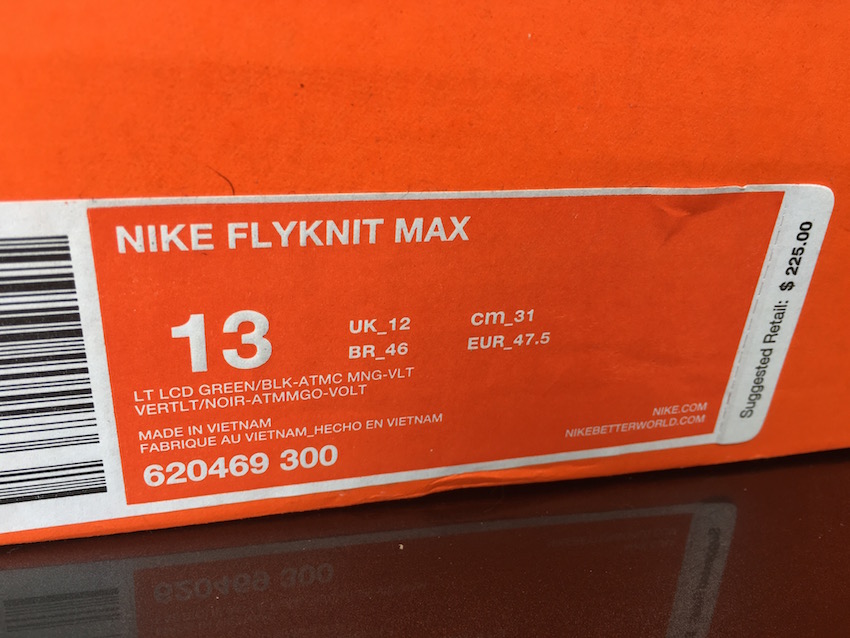 NIKE FLYKNIT MAX
13
UK_12
cm_31
BR_46
EUR_47.5
LT LCD GREEN/BLK-ATMC MNG-VLT
VERTLT/NOIR-ATMMGO-VOLT
MADE IN VIETNAM
FABRIQUE AU VIETNAM_HECHO EN VIETNAM
620469 300
NIKE.COM
NIKEBETTERWORLD.COM
Suggested Retail: $ 225.00